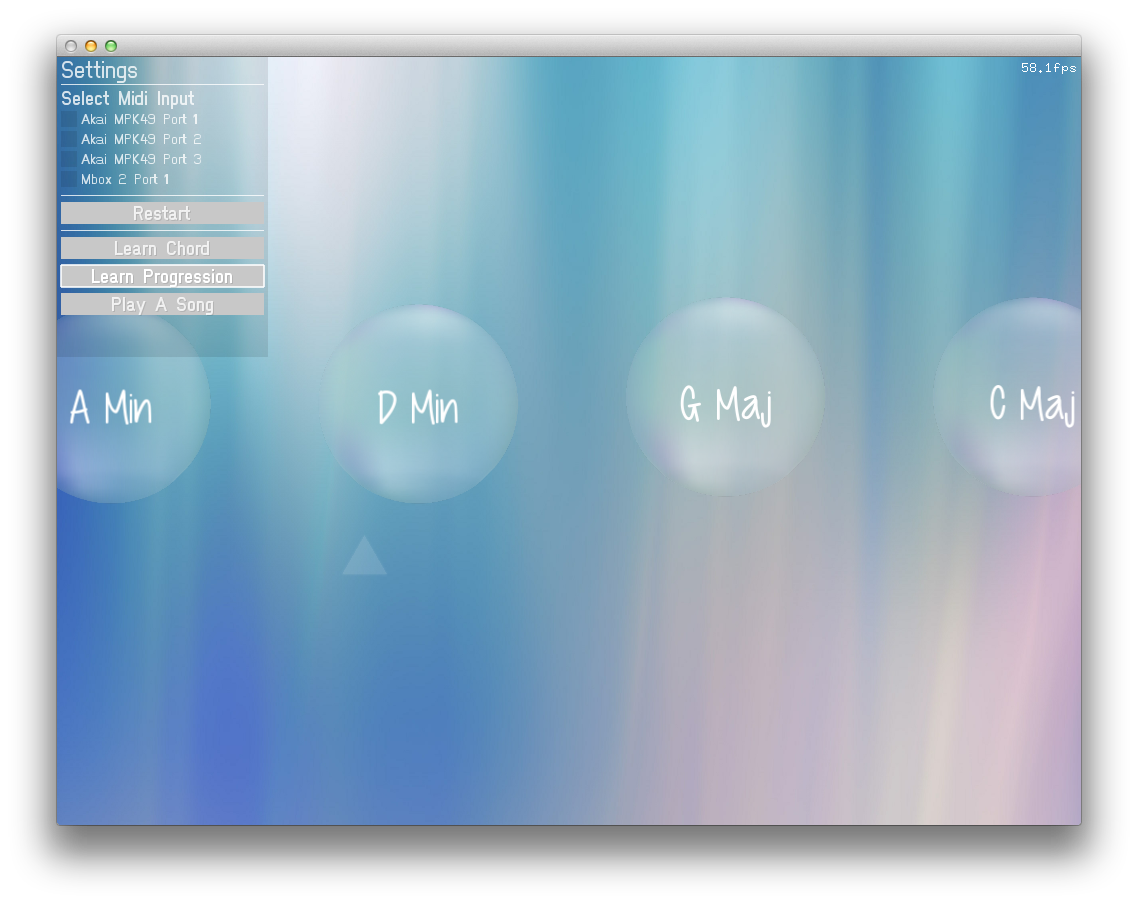 Settings
58.1fps
Select Midi Input
Akai MPK49 Port 1
Akai MPK49 Port 2
Akai MPK49 Port 3
Mbox 2 Port 1
Restart
Learn Chord
Learn Progression
Play A Song
A Min
D Min
G Maj
C Maj